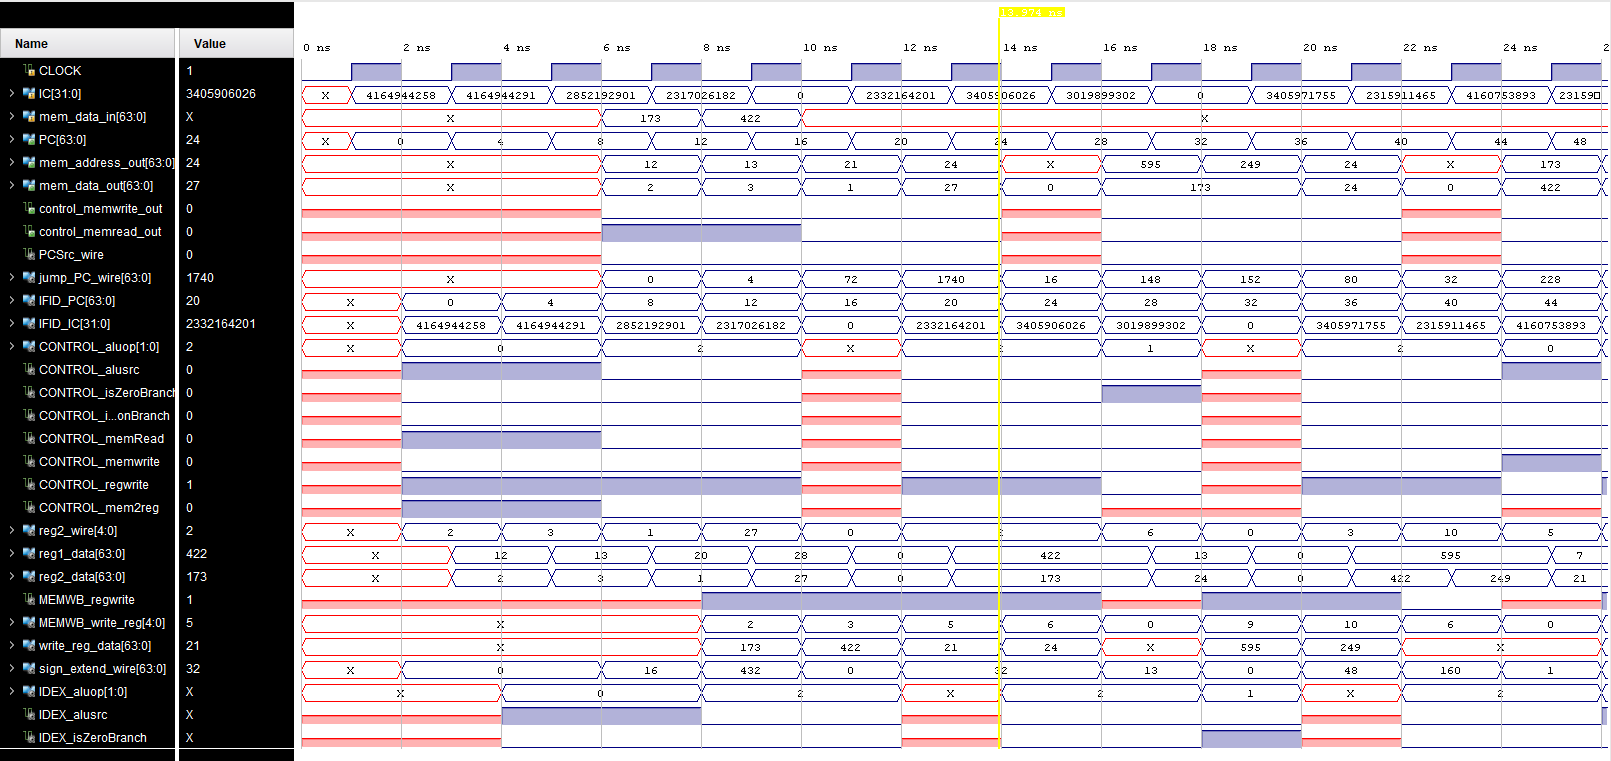 Name Value 0 ns 2 ns 4 ns 6 ns 8 ns 10 ns 12 ns 14 ns 16 ns 18 ns 20 ns 22 ns 24 ns 2
CLOCK 1
IC[31:0] 3405906026 X 4164944258 4164944291 2852192901 2317026182 0 2332164201 3405906026 3019899302 0 3405971755 2315911465 4160753893 23159
mem_data_in[63:0] X X 173 422 X
PC[63:0] 24 X 0 4 8 12 16 20 24 28 32 36 40 44 48
mem_address_out[63:0] 24 X 12 13 21 24 X 595 249 24 X 173
mem_data_out[63:0] 27 X 2 3 1 27 0 173 24 0 422
control_memwrite_out 0
control_memread_out 0
PCSrc_wire 0
jump_PC_wire[63:0] 1740 X 0 4 72 1740 16 148 152 80 32 228
IFID_PC[63:0] 20 X 0 4 8 12 16 20 24 28 32 36 40 44
IFID_IC[31:0] 2332164201 X 4164944258 4164944291 2852192901 2317026182 0 2332164201 3405906026 3019899302 0 3405971755 2315911465 4160753893
CONTROL_aluop[1:0] 2 X 0 2 X 2 1 X 2 0
CONTROL_alusrc 0
CONTROL_isZeroBranch 0
CONTROL_i...onBranch 0
CONTROL_memRead 0
CONTROL_memwrite 0
CONTROL_regwrite 1
CONTROL_mem2reg 0
reg2_wire[4:0] 2 X 2 3 1 27 0 2 6 0 3 10 5
reg1_data[63:0] 422 X 12 13 20 28 0 422 13 0 595 7
reg2_data[63:0] 173 X 2 3 1 27 0 173 24 0 422 249 21
MEMWB_regwrite 1
MEMWB_write_reg[4:0] 5 X 2 3 5 6 0 9 10 6 0
write_reg_data[63:0] 21 X 173 422 21 24 X 595 249 X
sign_extend_wire[63:0] 32 X 0 16 432 0 32 13 0 48 160 1
IDEX_aluop[1:0] X X 0 2 X 2 1 X 2
IDEX_alusrc X
IDEX_isZeroBranch X